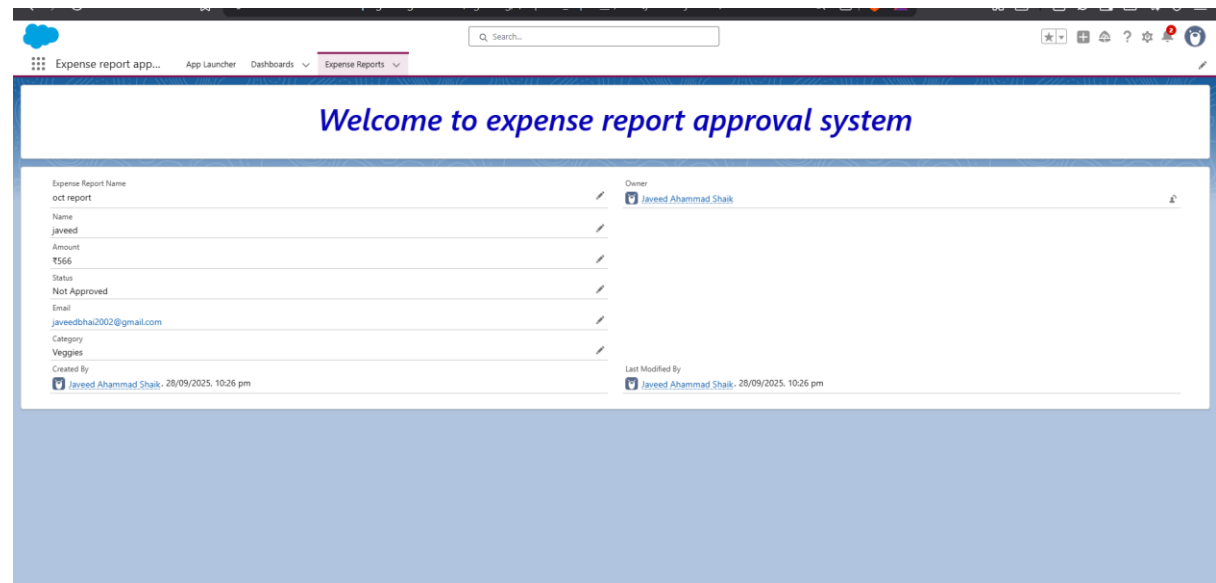 Search...
2
Expense report app... App Launcher Dashboards Expense Reports
Welcome to expense report approval system
Expense Report Name
oct report
Owner
Javeed Ahammad Shaik
Name
javeed
Amount
₹566
Status
Not Approved
Email
javeedbhai2002@gmail.com
Category
Veggies
Created By
Javeed Ahammad Shaik, 28/09/2025, 10:26 pm
Last Modified By
Javeed Ahammad Shaik, 28/09/2025, 10:26 pm